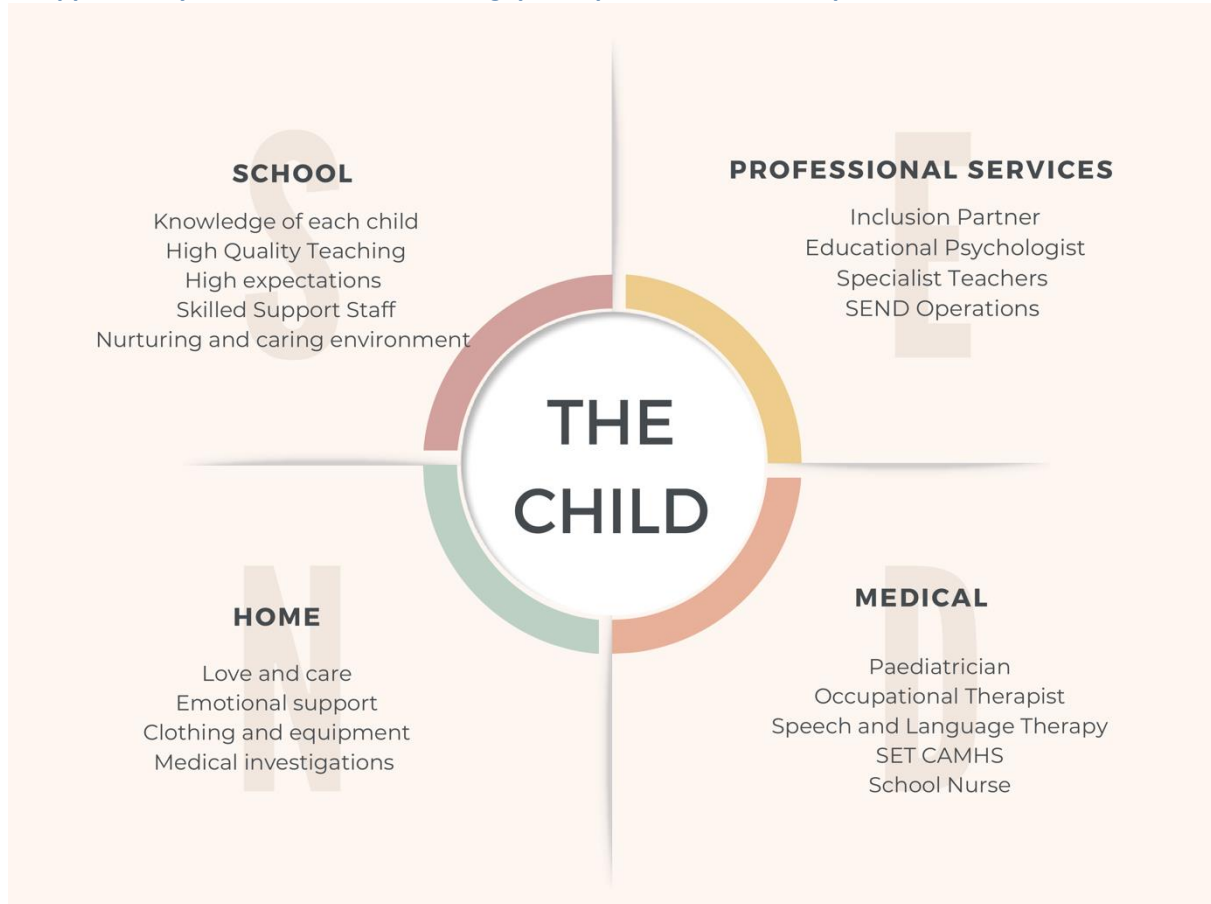 SCHOOL
Knowledge of each child
High Quality Teaching
High expectations
Skilled Support Staff
Nurturing and caring environment
PROFESSIONAL SERVICES
Inclusion Partner
Educational Psychologist
Specialist Teachers
SEND Operations
THE
CHILD
HOME
Love and care
Emotional support
Clothing and equipment
Medical investigations
MEDICAL
Paediatrician
Occupational Therapist
Speech and Language Therapy
SET CAMHS
School Nurse
S
E
N
D